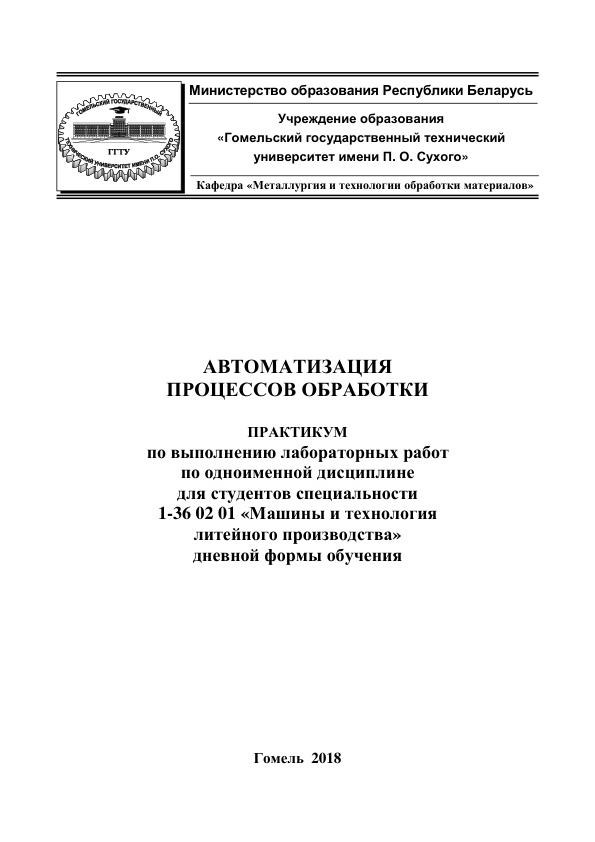 ГОМЕЛЬСКИЙ ГОСУДАРСТВЕННЫЙ
ГГТУ
ТЕХНИЧЕСКИЙ УНИВЕРСИТЕТ ИМЕНИ П.О. СУХОГО
Министерство образования Республики Беларусь
Учреждение образования
«Гомельский государственный технический
университет имени П. О. Сухого»
Кафедра «Металлургия и технологии обработки материалов»
АВТОМАТИЗАЦИЯ
ПРОЦЕССОВ ОБРАБОТКИ
ПРАКТИКУМ
по выполнению лабораторных работ
по одноименной дисциплине
для студентов специальности
1-36 02 01 «Машины и технология
литейного производства»
дневной формы обучения
Гомель 2018